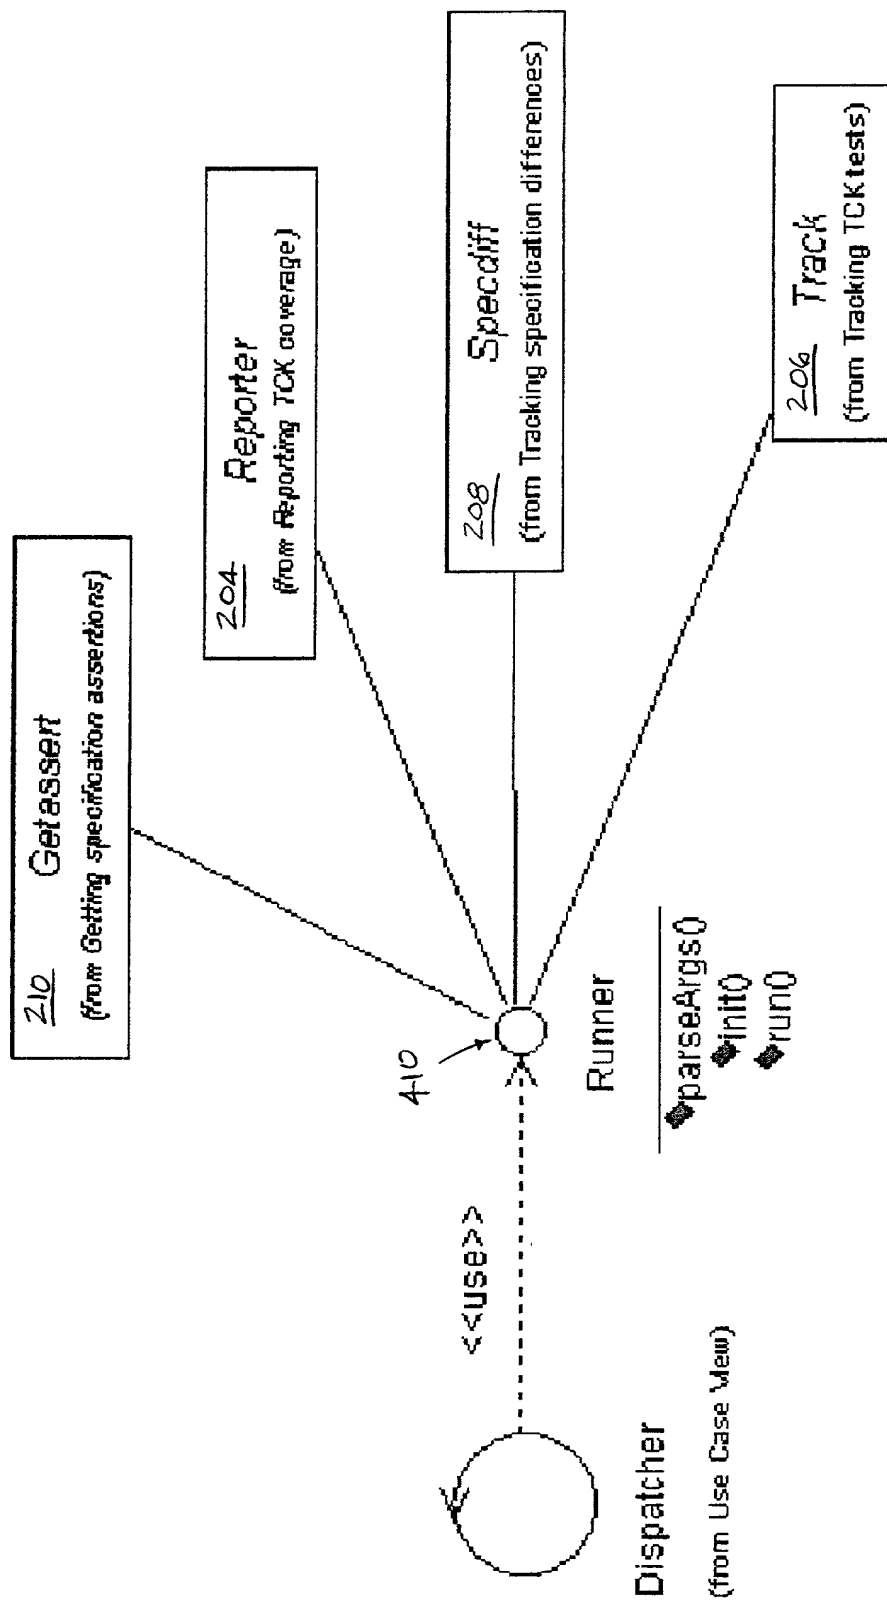 210 Getassert
(from Getting specification assertions)
204 Reporter
(from Reporting TCK coverage)
208 Specdiff
(from Tracking specification differences)
206 Track
(from Tracking TCK tests)
410
<<use>>
Runner
parseArgs()
init()
run()
Dispatcher
(from Use Case View)